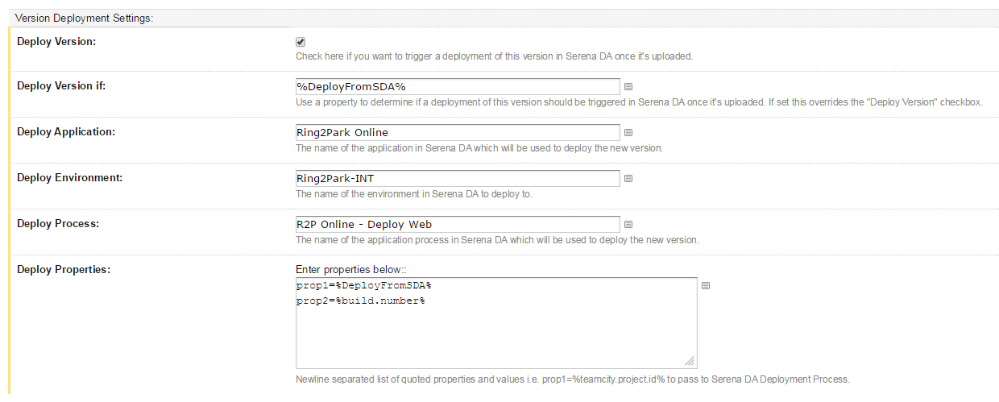 Version Deployment Settings:
Deploy Version:
Check here if you want to trigger a deployment of this version in Serena DA once it's uploaded.
Deploy Version if:
%DeployFromSDA%
Use a property to determine if a deployment of this version should be triggered in Serena DA once it's uploaded. If set this overrides the "Deploy Version" checkbox.
Deploy Application:
Ring2Park Online
The name of the application in Serena DA which will be used to deploy the new version.
Deploy Environment:
Ring2Park-INT
The name of the environment in Serena DA to deploy to.
Deploy Process:
R2P Online - Deploy Web
The name of the application process in Serena DA which will be used to deploy the new version.
Deploy Properties:
Enter properties below::
prop1=%DeployFromSDA%
prop2=%build.number%
Newline separated list of quoted properties and values i.e. prop1=%teamcity.project.id% to pass to Serena DA Deployment Process.